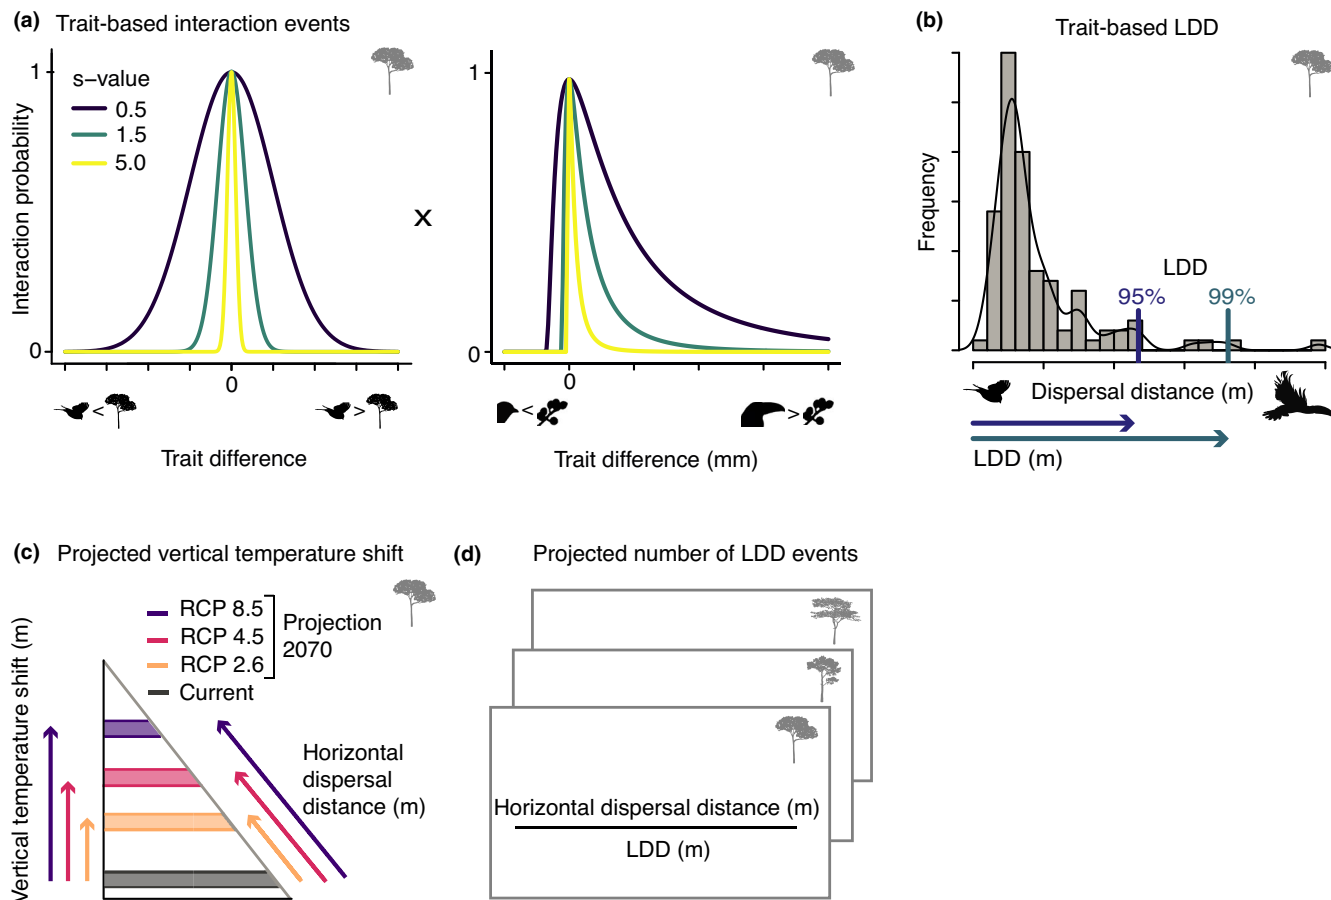 (a) Trait-based interaction events
Interaction probability
1
0
s-value
0.5
1.5
5.0
0
<
>
Trait difference
x
1
1
0
<
>
Trait difference (mm)
(b)
Trait-based LDD
Frequency
LDD
95%
99%
Dispersal distance (m)
LDD (m)
(c) Projected vertical temperature shift
Vertical temperature shift (m)
RCP 8.5
RCP 4.5
RCP 2.6
Current
Projection
2070
Horizontal
dispersal
distance (m)
(d) Projected number of LDD events
Horizontal dispersal distance (m)
LDD (m)